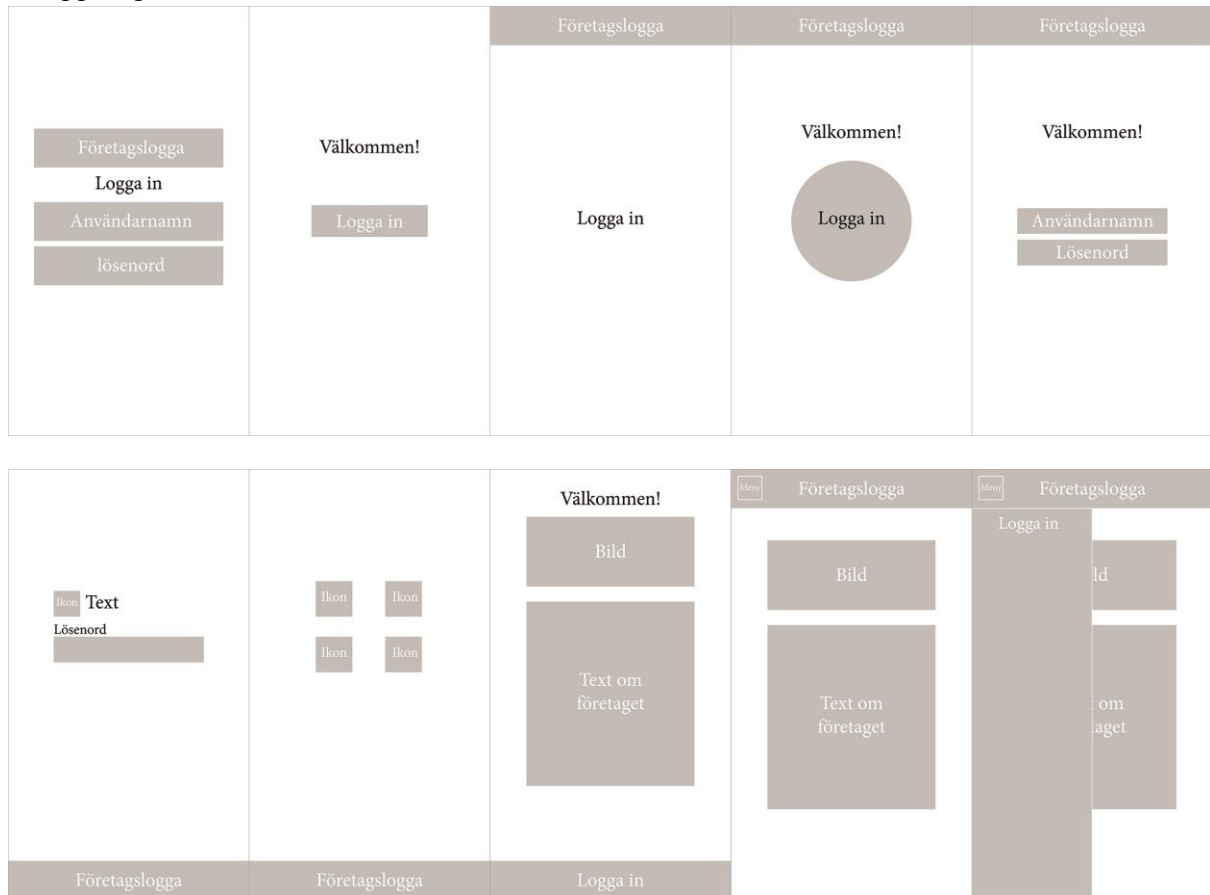 Företagslogga
Logga in
Användarnamn
lösenord
Välkommen!
Logga in
Företagslogga
Logga in
Företagslogga
Välkommen!
Logga in
Företagslogga
Välkommen!
Användarnamn
Lösenord
Ikon Text
Lösenord
Företagslogga
Ikon Ikon
Ikon Ikon
Företagslogga
Välkommen!
Bild
Text om
företaget
Logga in
Meny Företagslogga
Bild
Text om
företaget
Meny Företagslogga
Logga in
ld
om
taget